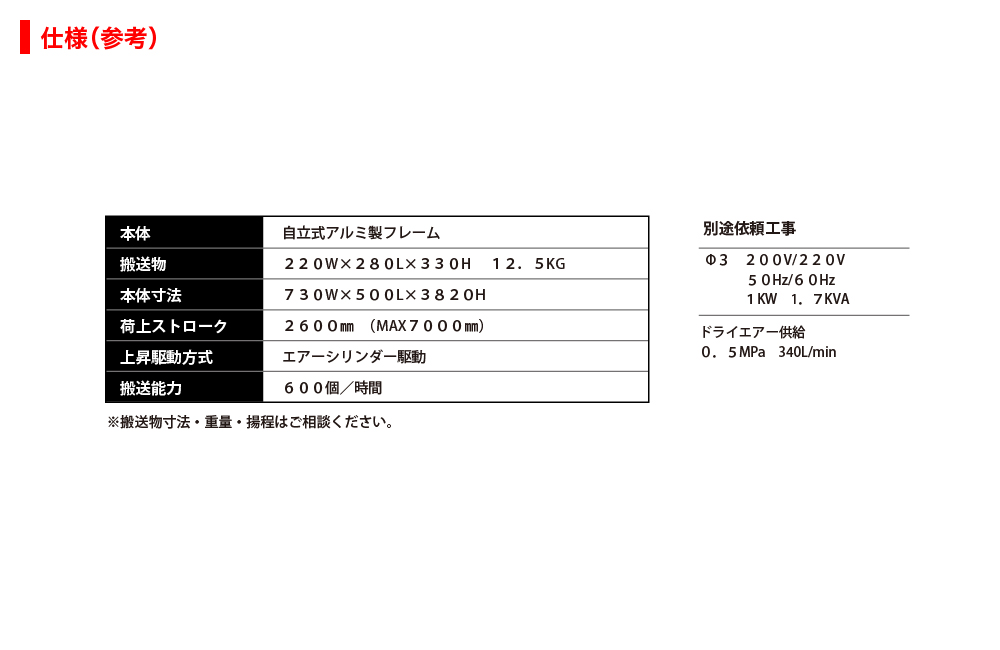 仕様（参考）
本体 自立式アルミ製フレーム
搬送物 ２２０W×２８０L×３３０H　１２．５KG
本体寸法 ７３０W×５００L×３８２０H
荷上ストローク ２６００㎜　（MAX７０００㎜）
上昇駆動方式 エアーシリンダー駆動
搬送能力 ６００個／時間
※搬送物寸法・重量・揚程はご相談ください。
別途依頼工事
Φ３　２００V/２２０V
５０Hz/６０Hz
１KW　１．７KVA
ドライエアー供給
０．５MPa　340L/min